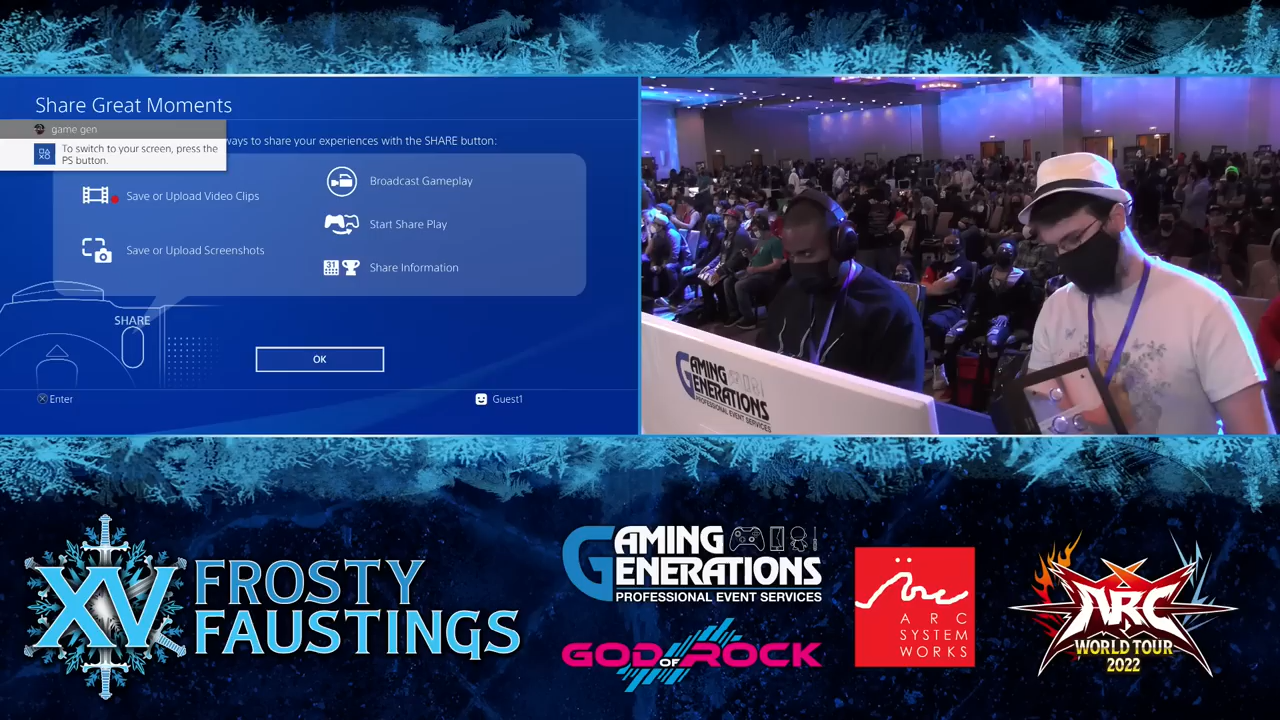 Share Great Moments
game gen
ways to share your experiences with the SHARE button:
To switch to your screen, press the
PS button.
Save or Upload Video Clips
Broadcast Gameplay
Start Share Play
Save or Upload Screenshots
31
Share Information
SHARE
OK
Enter
Guest1
GAMING
GENERATIONS
PROFESSIONAL EVENT SERVICES
XV
FROSTY
FAUSTINGS
GAMING
GENERATIONS
PROFESSIONAL EVENT SERVICES
GOD OF ROCK
ARC
SYSTEM
WORKS
ARC
WORLD TOUR
2022